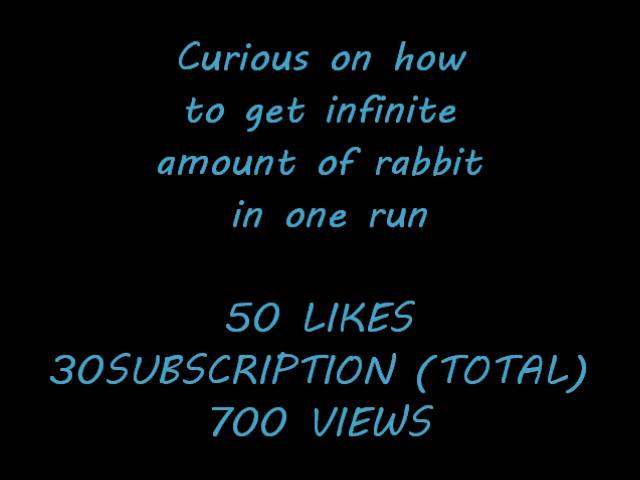 Curious on how
to get infinite
amount of rabbit
in one run
50 LIKES
30SUBSCRIPTION (TOTAL)
700 VIEWS